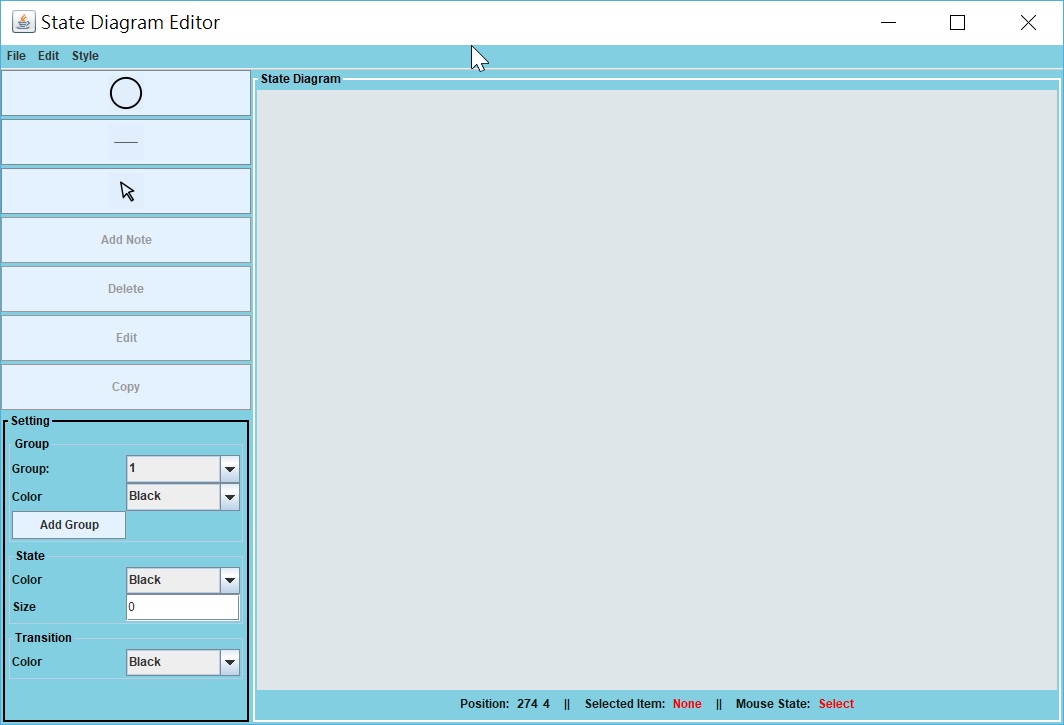 State Diagram Editor
File Edit Style
State Diagram
Add Note
Delete
Edit
Copy
Setting
Group
Group: 1
Color Black
Add Group
State
Color Black
Size 0
Transition
Color Black
Position: 274 4 || Selected Item: None || Mouse State: Select